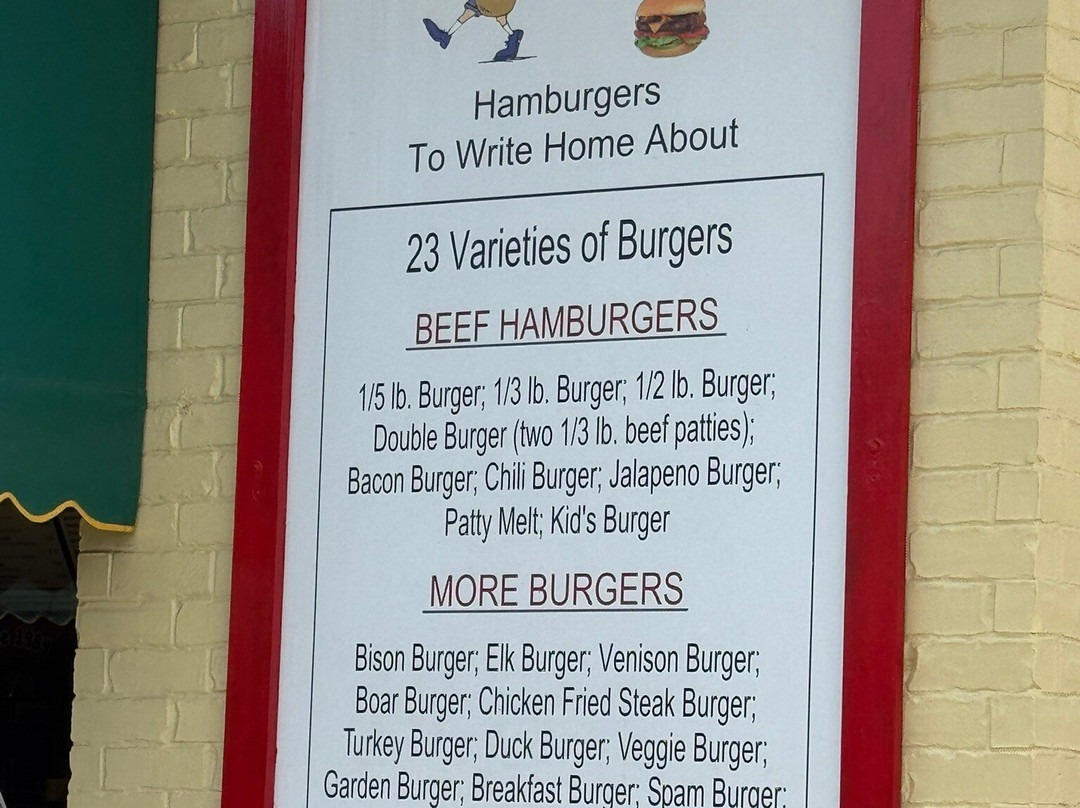 Hamburgers
To Write Home About
23 Varieties of Burgers
BEEF HAMBURGERS
1/5 lb. Burger; 1/3 lb. Burger; 1/2 lb. Burger;
Double Burger (two 1/3 lb. beef patties);
Bacon Burger; Chili Burger; Jalapeno Burger;
Patty Melt; Kid's Burger
MORE BURGERS
Bison Burger; Elk Burger; Venison Burger;
Boar Burger; Chicken Fried Steak Burger;
Turkey Burger; Duck Burger; Veggie Burger;
Garden Burger; Breakfast Burger; Spam Burger;